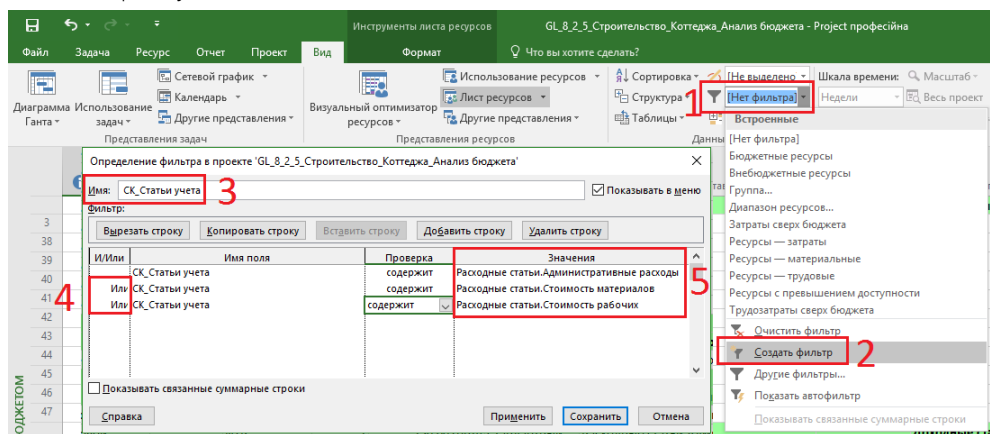 Инструменты листа ресурсов
GL_8_2_5_Строительство_Коттеджа_Анализ бюджета - Project професійна
Файл Задача Ресурс Отчет Проект Вид Формат Что вы хотите сделать?
Диаграмма Ганта
Использование задач
Сетевой график
Календарь
Другие представления
Представления задач
Визуальный оптимизатор ресурсов
Использование ресурсов
Лист ресурсов
Другие представления
Представления ресурсов
Сортировка
Структура
Таблицы
[Не выделено
[Нет фильтра]
1
Шкала времени:
Недели
Масштаб
Весь проект
Встроенные
[Нет фильтра]
Бюджетные ресурсы
Внебюджетные ресурсы
Группа...
Диапазон ресурсов...
Затраты сверх бюджета
Ресурсы — затраты
Ресурсы — материальные
Ресурсы — трудовые
Ресурсы с превышением доступности
Трудозатраты сверх бюджета
Очистить фильтр
Создать фильтр 2
Другие фильтры...
Показать автофильтр
Показывать связанные суммарные строки
Определение фильтра в проекте 'GL_8_2_5_Строительство_Коттеджа_Анализ бюджета'
Имя: СК_Статьи учета 3 Показывать в меню
Фильтр:
Вырезать строку Копировать строку Вставить строку Добавить строку Удалить строку
И/Или Имя поля Проверка Значения
СК_Статьи учета содержит Расходные статьи.Административные расходы
Или СК_Статьи учета содержит Расходные статьи.Стоимость материалов
Или СК_Статьи учета содержит Расходные статьи.Стоимость рабочих
4
5
Показывать связанные суммарные строки
Справка Применить Сохранить Отмена
3
38
39
40
41
42
43
44
45
46
47